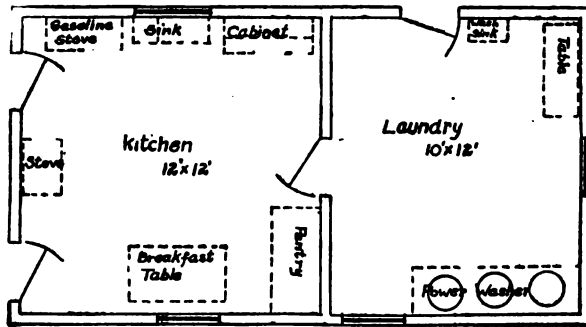 Gasoline
Stove
Sink
Cabinet
Wash
Sink
Table
Kitchen
12'x12'
Laundry
10'x12'
Stove
Breakfast
Table
Pantry
Power Washer